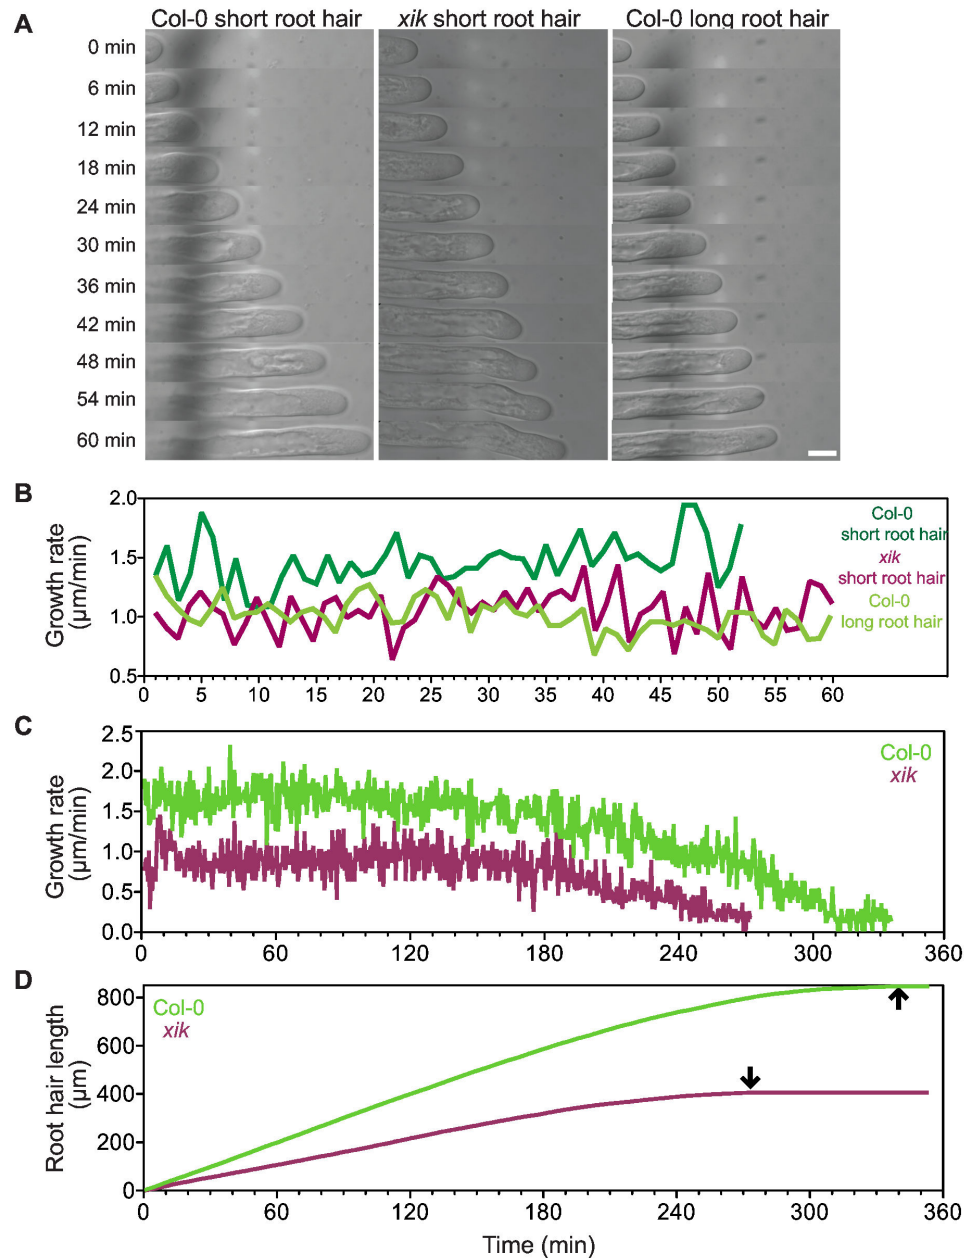 A
Col-0 short root hair
xik short root hair
Col-0 long root hair
0 min
6 min
12 min
18 min
24 min
30 min
36 min
42 min
48 min
54 min
60 min
B
Growth rate
(µm/min)
2.0
1.5
1.0
0.5
Col-0
short root hair
xik
short root hair
Col-0
long root hair
0 5 10 15 20 25 30 35 40 45 50 55 60
C
Growth rate
(µm/min)
2.5
2.0
1.5
1.0
0.5
0.0
Col-0
xik
0 60 120 180 240 300 360
D
Root hair length
(µm)
800
600
400
200
0
Col-0
xik
0 60 120 180 240 300 360
Time (min)